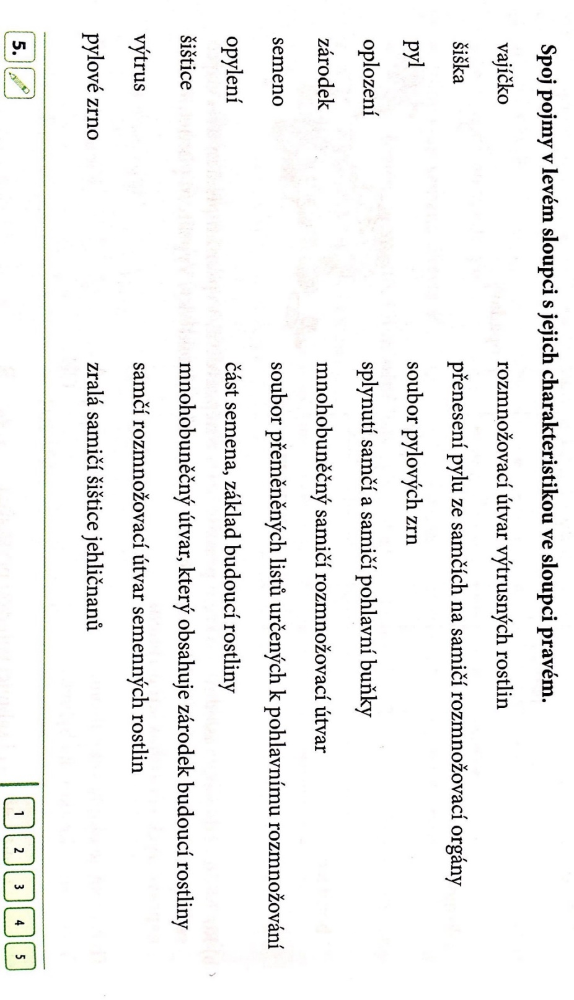 Spoj pojmy v levém sloupci s jejich charakteristikou ve sloupci pravém.
vajíčko rozmnožovací útvar výtrusných rostlin
šiška přenesení pylu ze samčích na samičí rozmnožovací orgány
pyl soubor pylových zrn
oplození splynutí samčí a samičí pohlavní buňky
zárodek mnohobuněčný samičí rozmnožovací útvar
semeno soubor přeměněných listů určených k pohlavnímu rozmnožování
opylení část semena, základ budoucí rostliny
šištice mnohobuněčný útvar, který obsahuje zárodek budoucí rostliny
výtrus samčí rozmnožovací útvar semenných rostlin
pylové zrno zralá samičí šištice jehličnanů
5. 1 2 3 4 5